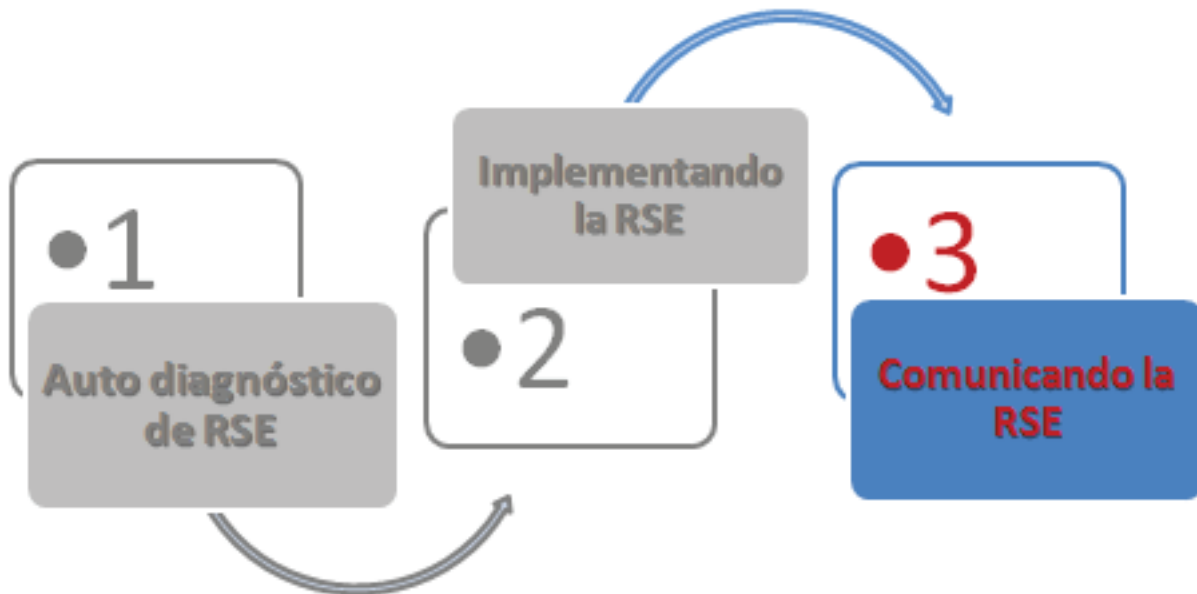 • 1
Auto diagnóstico
de RSE
Implementando
la RSE
• 2
• 3
Comunicando la
RSE